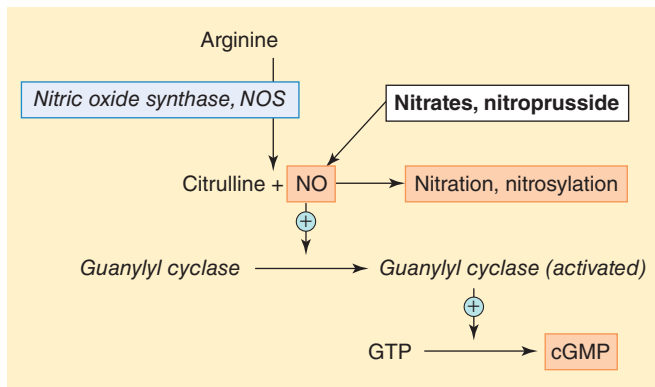 Arginine
Nitric oxide synthase, NOS
Nitrates, nitroprusside
Citrulline + NO
Nitration, nitrosylation
+
Guanylyl cyclase
Guanylyl cyclase (activated)
+
GTP
cGMP